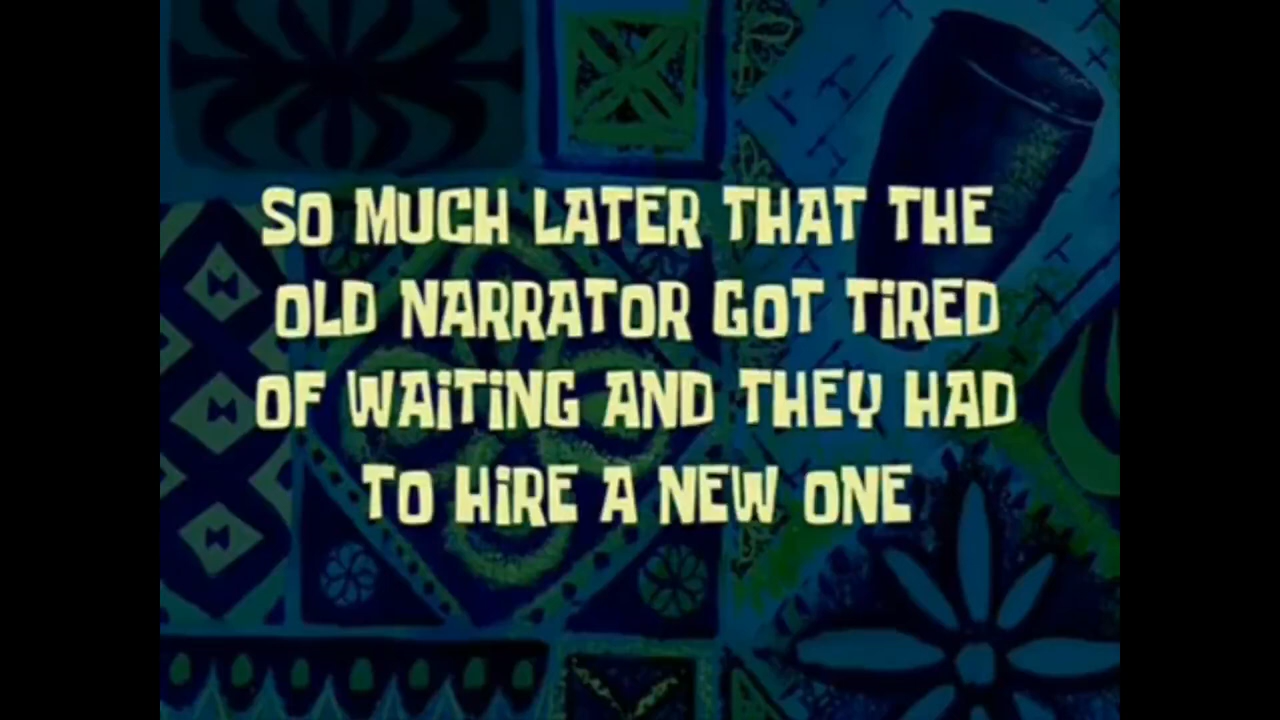 SO MUCH LATER THAT THE
OLD NARRATOR GOT TiRED
OF WAiTiNG AND THEY HAD
TO HiRE A NEW ONE